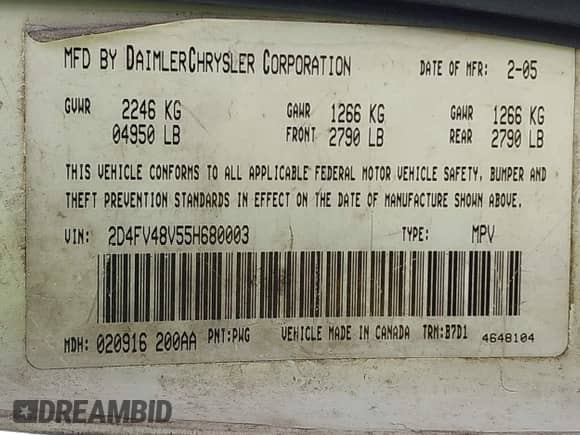 MFD BY DAIMLERCHRYSLER CORPORATION DATE OF MFR: 2-05
GVWR 2246 KG GAWR 1266 KG GAWR 1266 KG
04950 LB FRONT 2790 LB REAR 2790 LB
THIS VEHICLE CONFORMS TO ALL APPLICABLE FEDERAL MOTOR VEHICLE SAFETY, BUMPER AND
THEFT PREVENTION STANDARDS IN EFFECT ON THE DATE OF MANUFACTURE SHOWN ABOVE.
VIN: 2D4FV48V55H680003 TYPE: MPV
MDH: 020916 200AA PNT:PWG VEHICLE MADE IN CANADA TRM:B7D1 4648104
DREAMBID